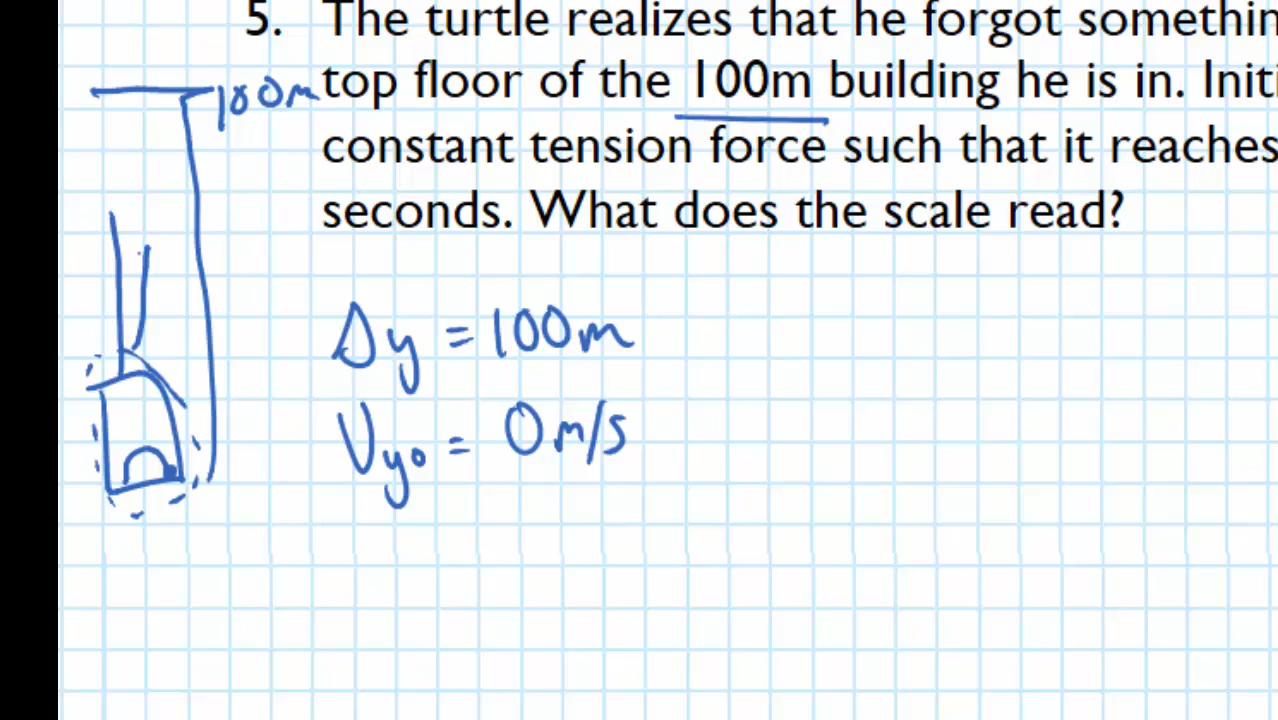 5. The turtle realizes that he forgot somethin
top floor of the 100m building he is in. Initi
constant tension force such that it reaches
seconds. What does the scale read?
100m
Δy = 100m
Vyo = 0m/s